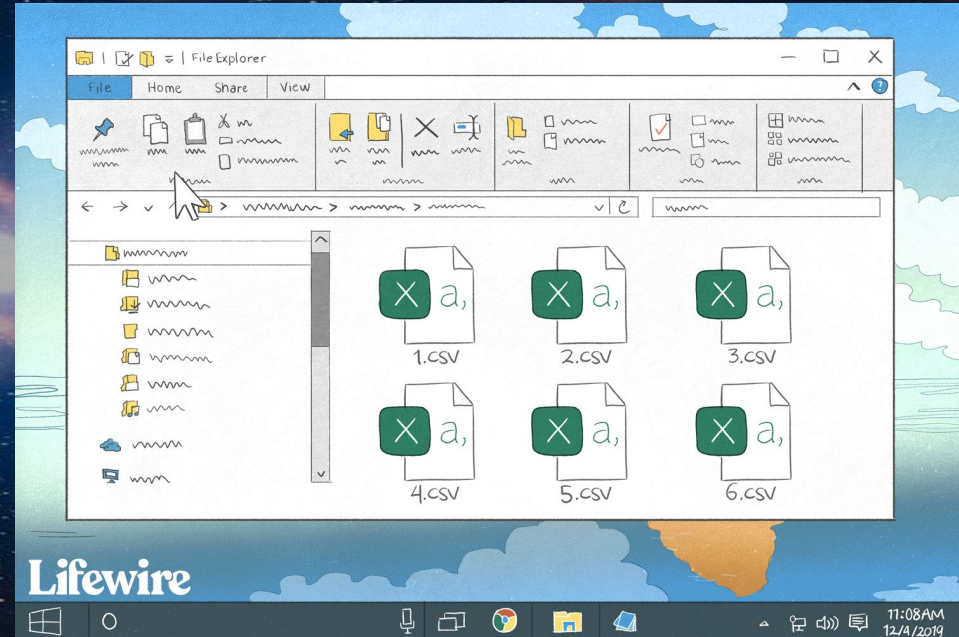 File Explorer
File Home Share View
?
1.csv 2.csv 3.csv
a, a, a,
4.csv 5.csv 6.csv
a, a, a,
Lifewire
11:08AM
12/4/2019